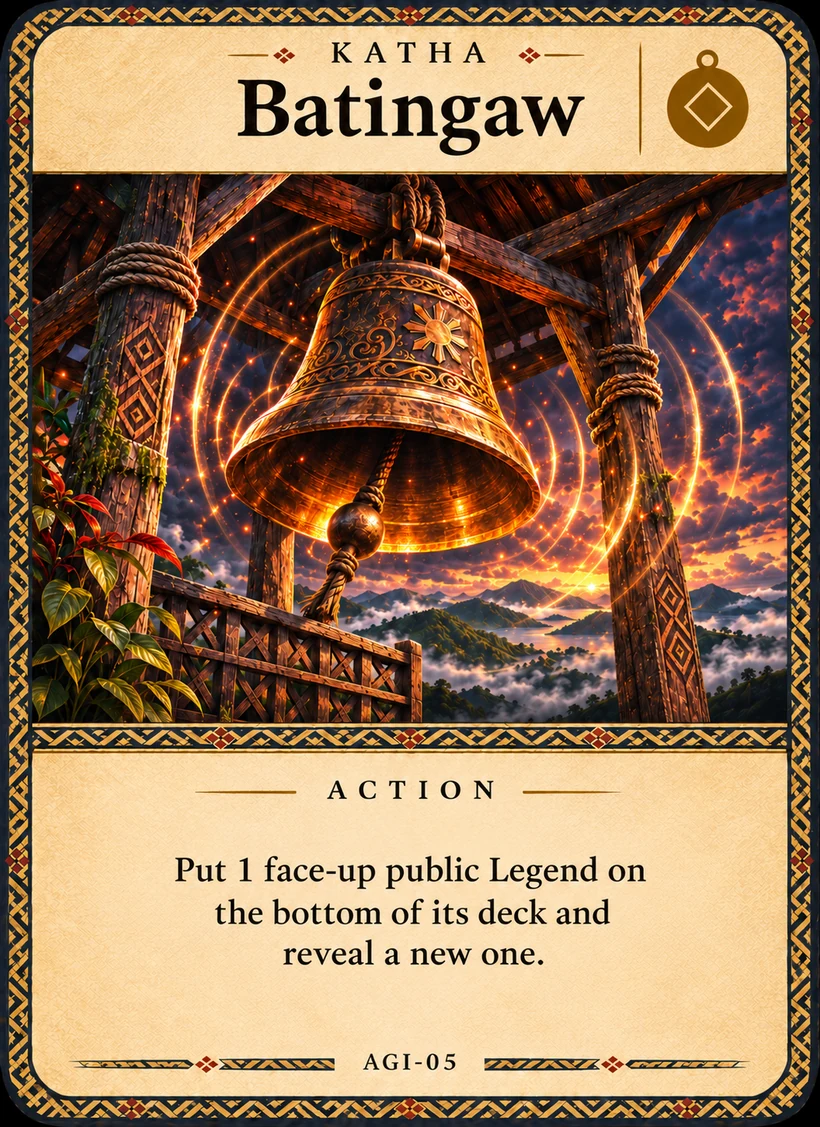 KATHA
Batingaw
ACTION
Put 1 face-up public Legend on
the bottom of its deck and
reveal a new one.
AGI-05